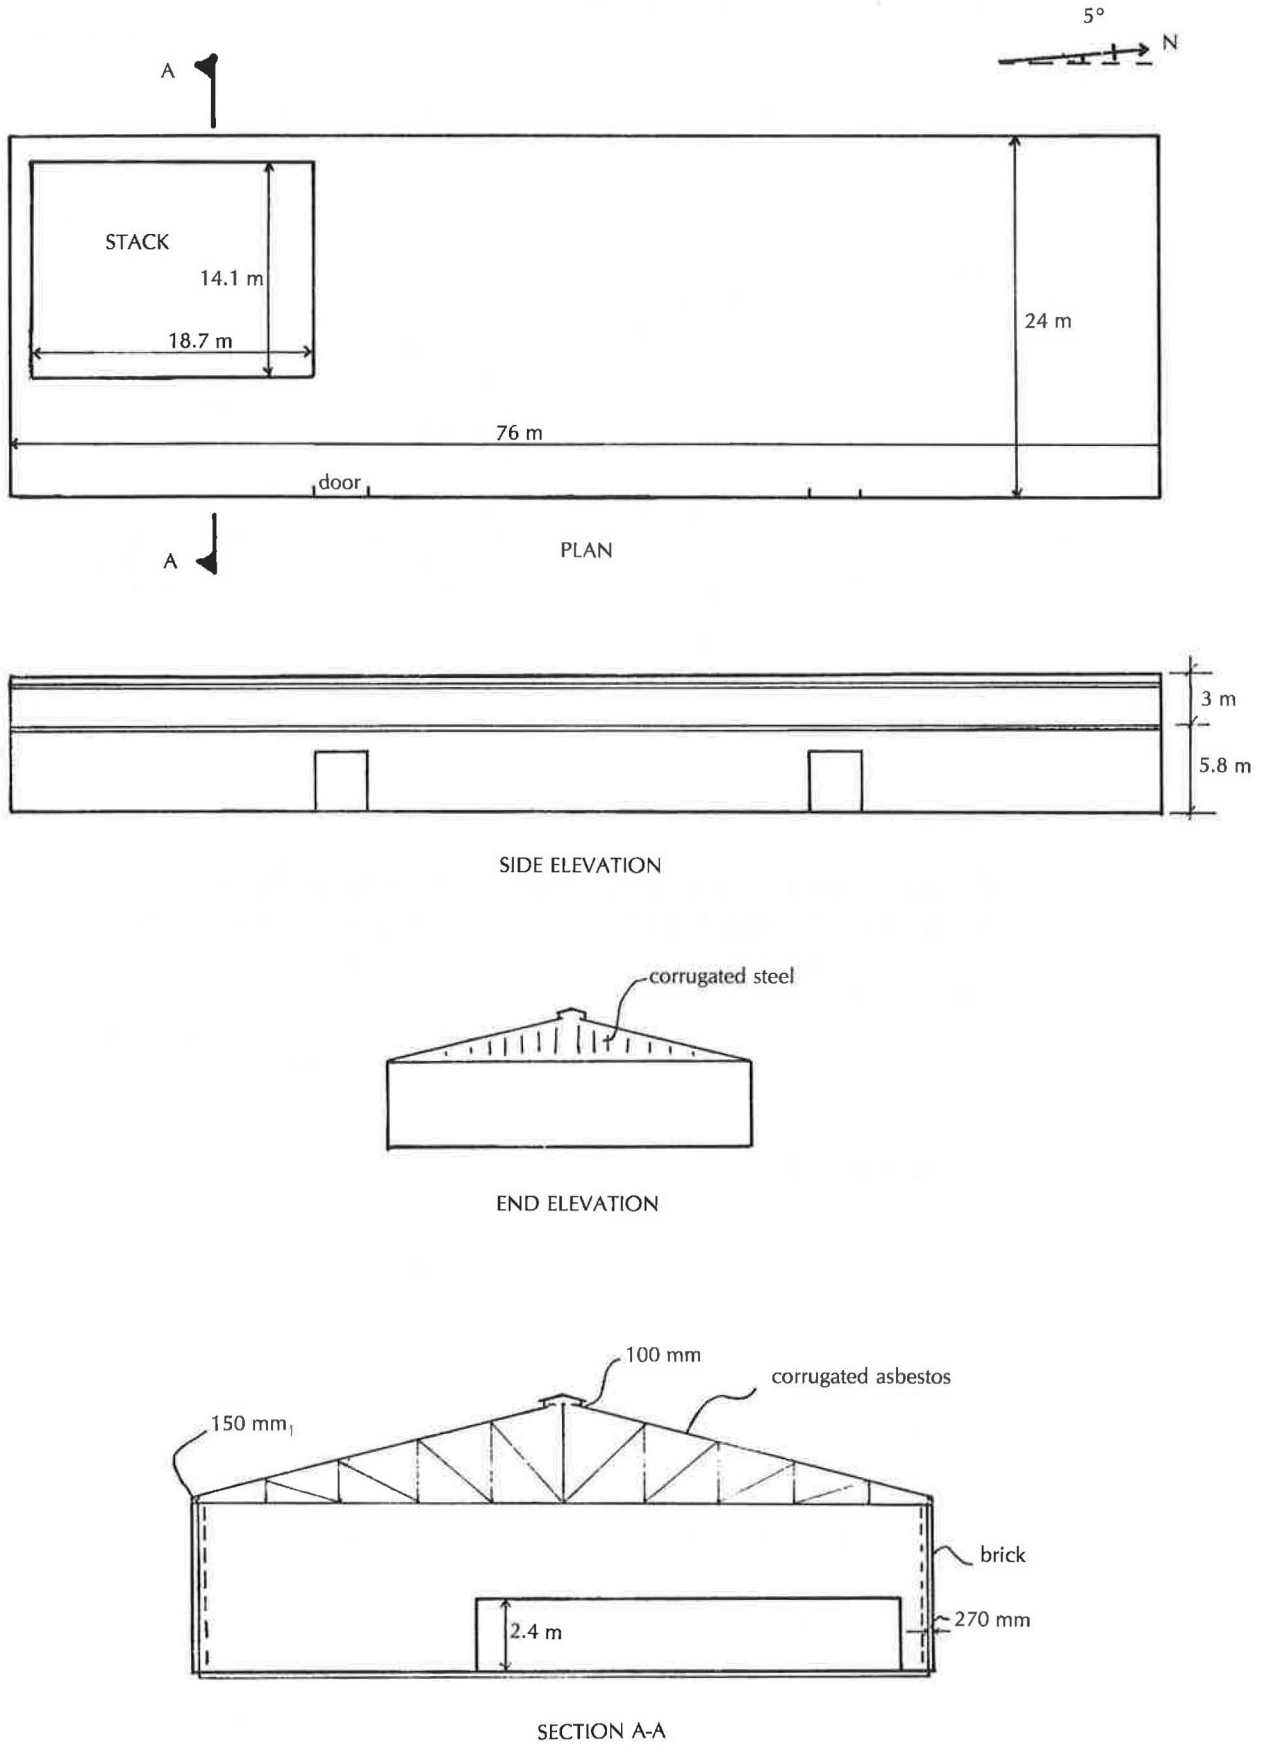 5°
N
A
STACK
14.1 m
18.7 m
24 m
76 m
door
A
PLAN
3 m
5.8 m
SIDE ELEVATION
corrugated steel
END ELEVATION
100 mm
corrugated asbestos
150 mm
brick
2.4 m
270 mm
SECTION A-A